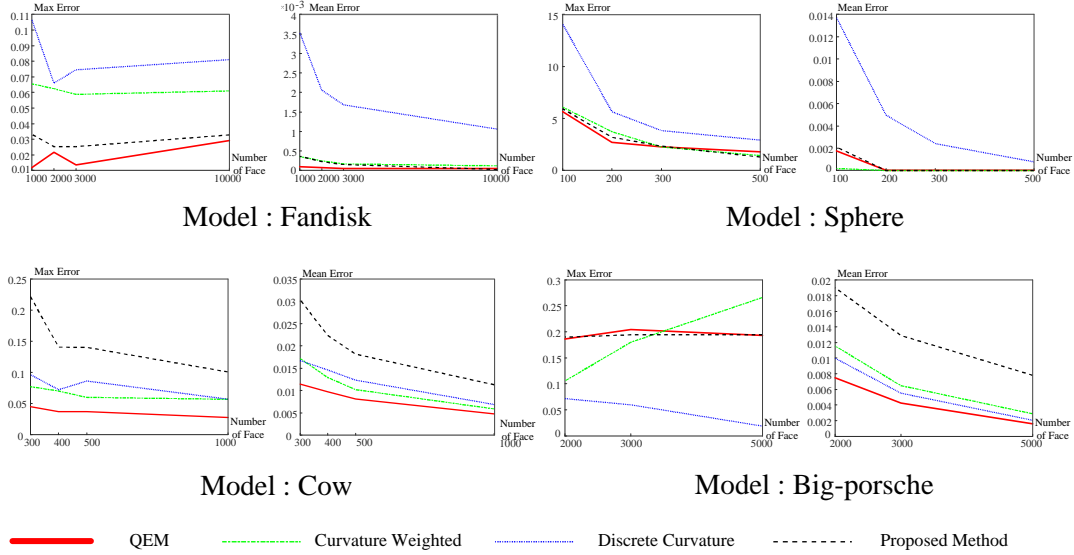 Max Error
0.11
0.1
0.09
0.08
0.07
0.06
0.05
0.04
0.03
0.02
0.01
1000 2000 3000
10000
Number
of Face
×10-3
Mean Error
4
3.5
3
2.5
2
1.5
1
0.5
0
1000 2000 3000
10000
Number
of Face
Model : Fandisk
Max Error
15
10
5
0
100
200
300
500
Number
of Face
Max Error
0.014
0.012
0.01
0.008
0.006
0.004
0.002
0
100
200
300
500
Number
of Face
Model : Sphere
Max Error
0.25
0.2
0.15
0.1
0.05
0
300
400
500
1000
Number
of Face
Mean Error
0.035
0.03
0.025
0.02
0.015
0.01
0.005
0
300
400
500
1000
Number
of Face
Model : Cow
Max Error
0.3
0.25
0.2
0.15
0.1
0.05
0
2000
3000
5000
Number
of Face
Mean Error
0.02
0.018
0.016
0.014
0.012
0.01
0.008
0.006
0.004
0.002
0
2000
3000
5000
Number
of Face
Model : Big-porsche
QEM
Curvature Weighted
Discrete Curvature
Proposed Method